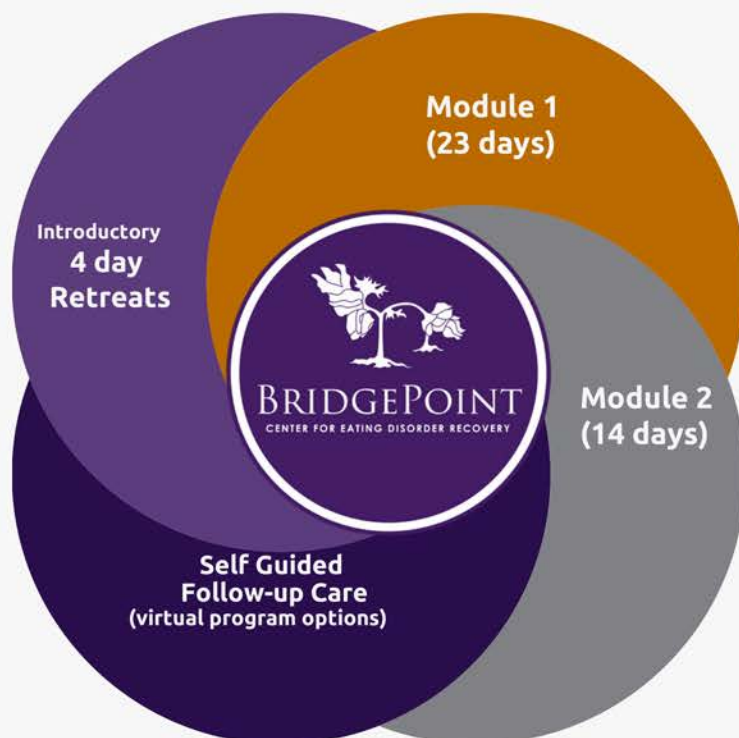 Introductory
4 day
Retreats
Module 1
(23 days)
BRIDGEPOINT
CENTER FOR EATING DISORDER RECOVERY
Module 2
(14 days)
Self Guided
Follow-up Care
(virtual program options)